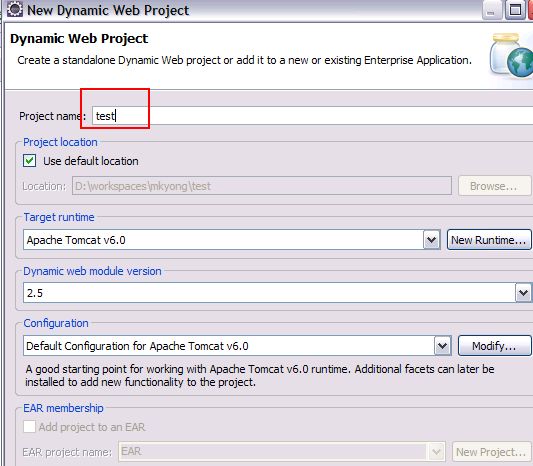 New Dynamic Web Project
Dynamic Web Project
Create a standalone Dynamic Web project or add it to a new or existing Enterprise Application.
Project name: test
Project location
Use default location
Location: D:\workspaces\mkyong\test Browse...
Target runtime
Apache Tomcat v6.0 New Runtime...
Dynamic web module version
2.5
Configuration
Default Configuration for Apache Tomcat v6.0 Modify...
A good starting point for working with Apache Tomcat v6.0 runtime. Additional facets can later be
installed to add new functionality to the project.
EAR membership
Add project to an EAR
EAR project name: EAR New Project...